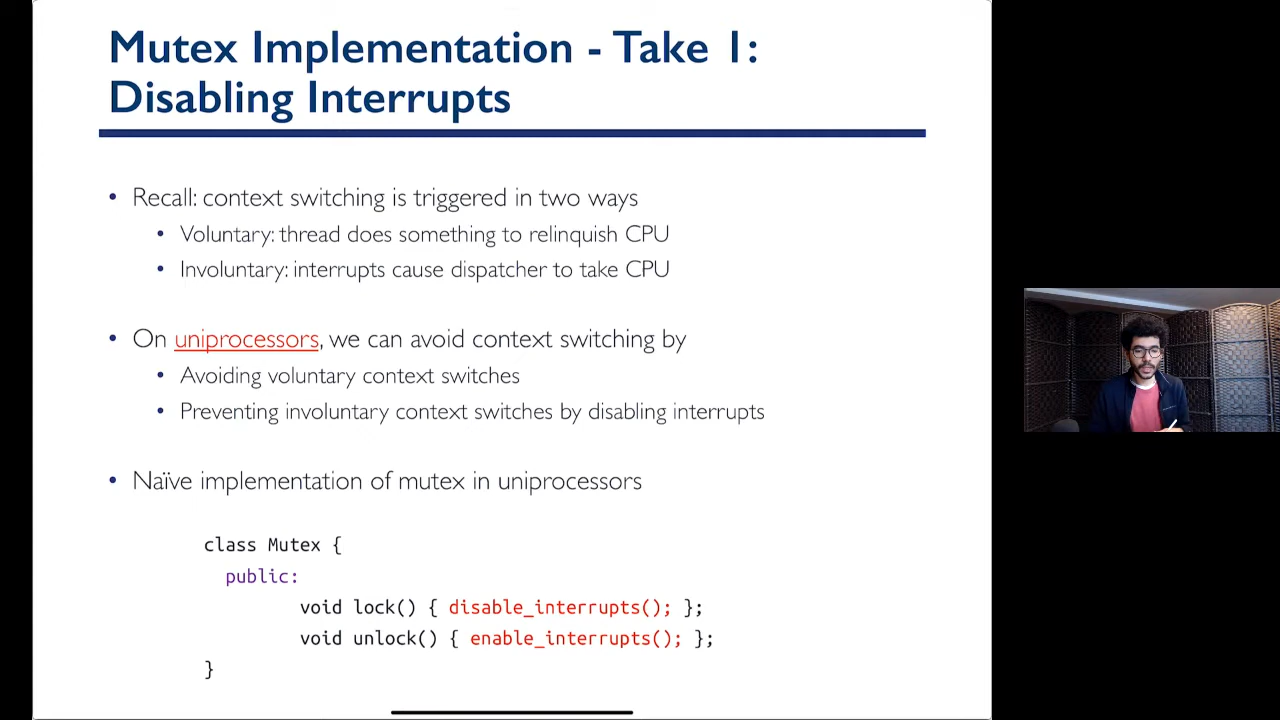 Mutex Implementation - Take 1:
Disabling Interrupts
• Recall: context switching is triggered in two ways
• Voluntary: thread does something to relinquish CPU
• Involuntary: interrupts cause dispatcher to take CPU
• On uniprocessors, we can avoid context switching by
• Avoiding voluntary context switches
• Preventing involuntary context switches by disabling interrupts
• Naïve implementation of mutex in uniprocessors
class Mutex {
public:
void lock() { disable_interrupts(); };
void unlock() { enable_interrupts(); };
}